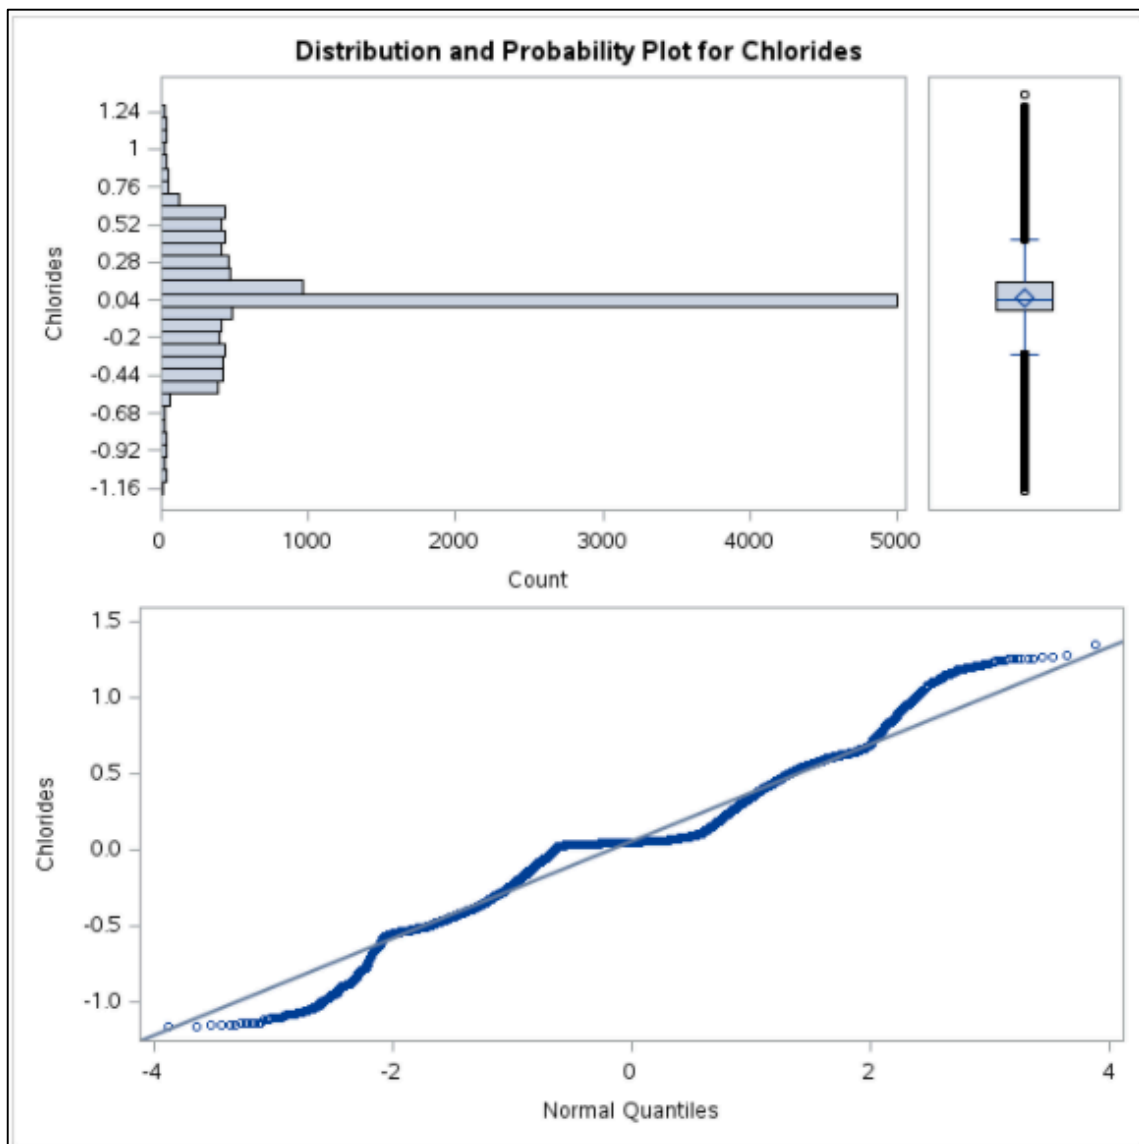 Distribution and Probability Plot for Chlorides
1.24
1
0.76
0.52
0.28
0.04
-0.2
-0.44
-0.68
-0.92
-1.16
Chlorides
0 1000 2000 3000 4000 5000
Count
1.5
1.0
0.5
0.0
-0.5
-1.0
Chlorides
-4 -2 0 2 4
Normal Quantiles